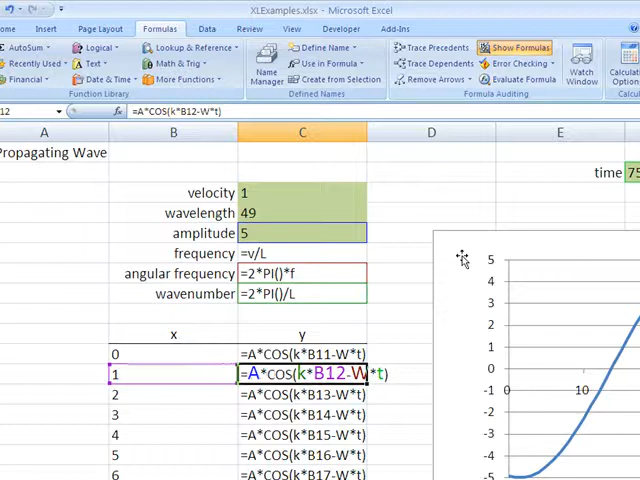 XLExamples.xlsx - Microsoft Excel
Home Insert Page Layout Formulas Data Review View Developer Add-Ins
AutoSum Logical Lookup & Reference Define Name Trace Precedents Show Formulas
Recently Used Text Math & Trig Use in Formula Trace Dependents Error Checking
Financial Date & Time More Functions Name Manager Create from Selection Remove Arrows Evaluate Formula Watch Window Options
Function Library Defined Names Formula Auditing
12 fx =A*COS(k*B12-W*t)
A B C D E
Propagating Wave
time 75
velocity 1
wavelength 49
amplitude 5
frequency =v/L
angular frequency =2*PI()*f
wavenumber =2*PI()/L
x y
0 =A*COS(k*B11-W*t)
1 =A*COS(k*B12-W*t)
2 =A*COS(k*B13-W*t)
3 =A*COS(k*B14-W*t)
4 =A*COS(k*B15-W*t)
5 =A*COS(k*B16-W*t)
6 =A*COS(k*B17-W*t)
5
4
3
2
1
0
0 10
-1
-2
-3
-4
-5